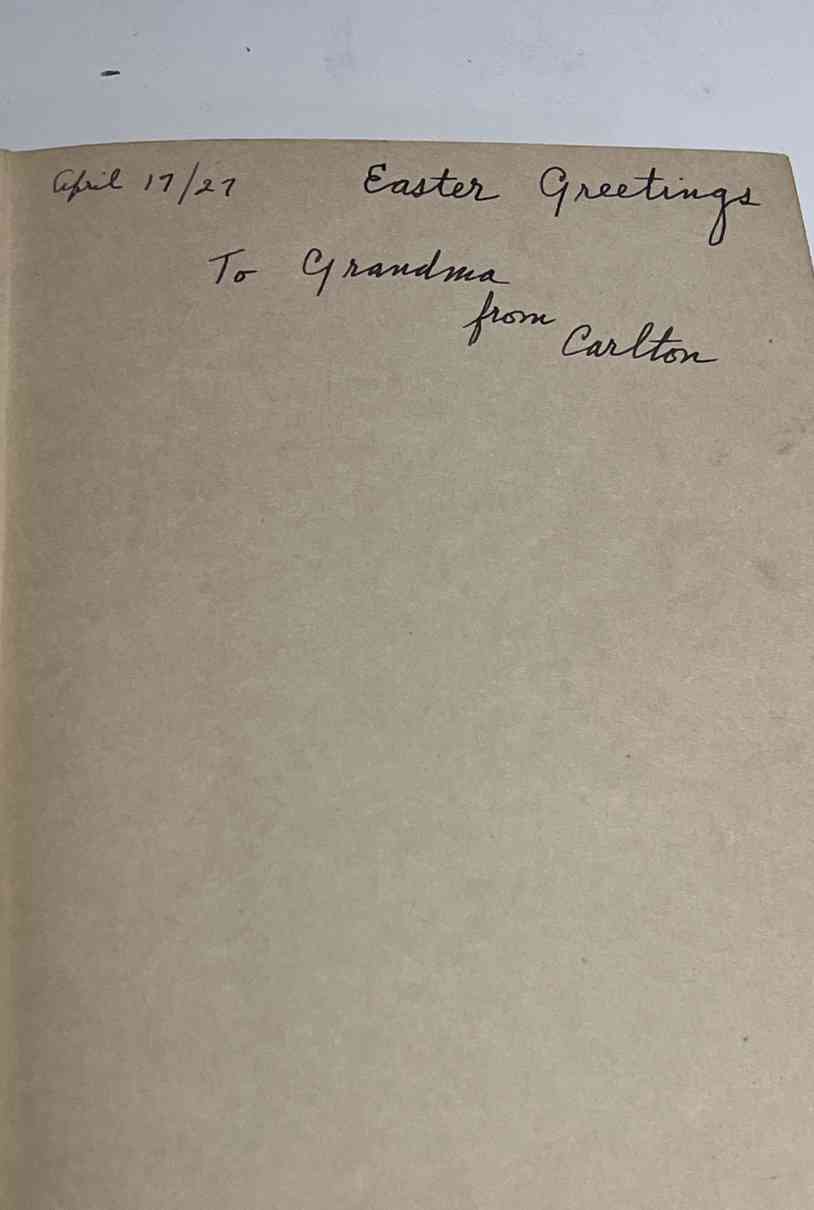 April 17/27 Easter Greetings
To Grandma
from
Carlton